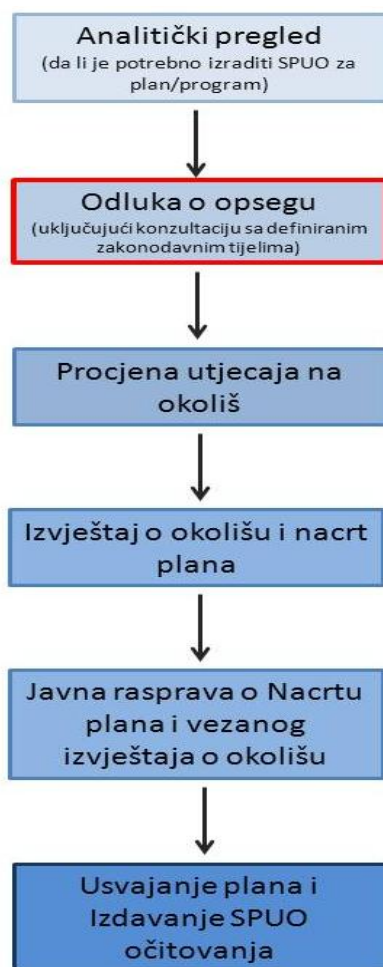 Analitički pregled
(da li je potrebno izraditi SPUO za
plan/program)
Odluka o opsegu
(uključujući konzultaciju sa definiranim
zakonodavnim tijelima)
Procjena utjecaja na
okoliš
Izvještaj o okolišu i nacrt
plana
Javna rasprava o Nacrtu
plana i vezanog
izvještaja o okolišu
Usvajanje plana i
Izdavanje SPUO
očitovanja